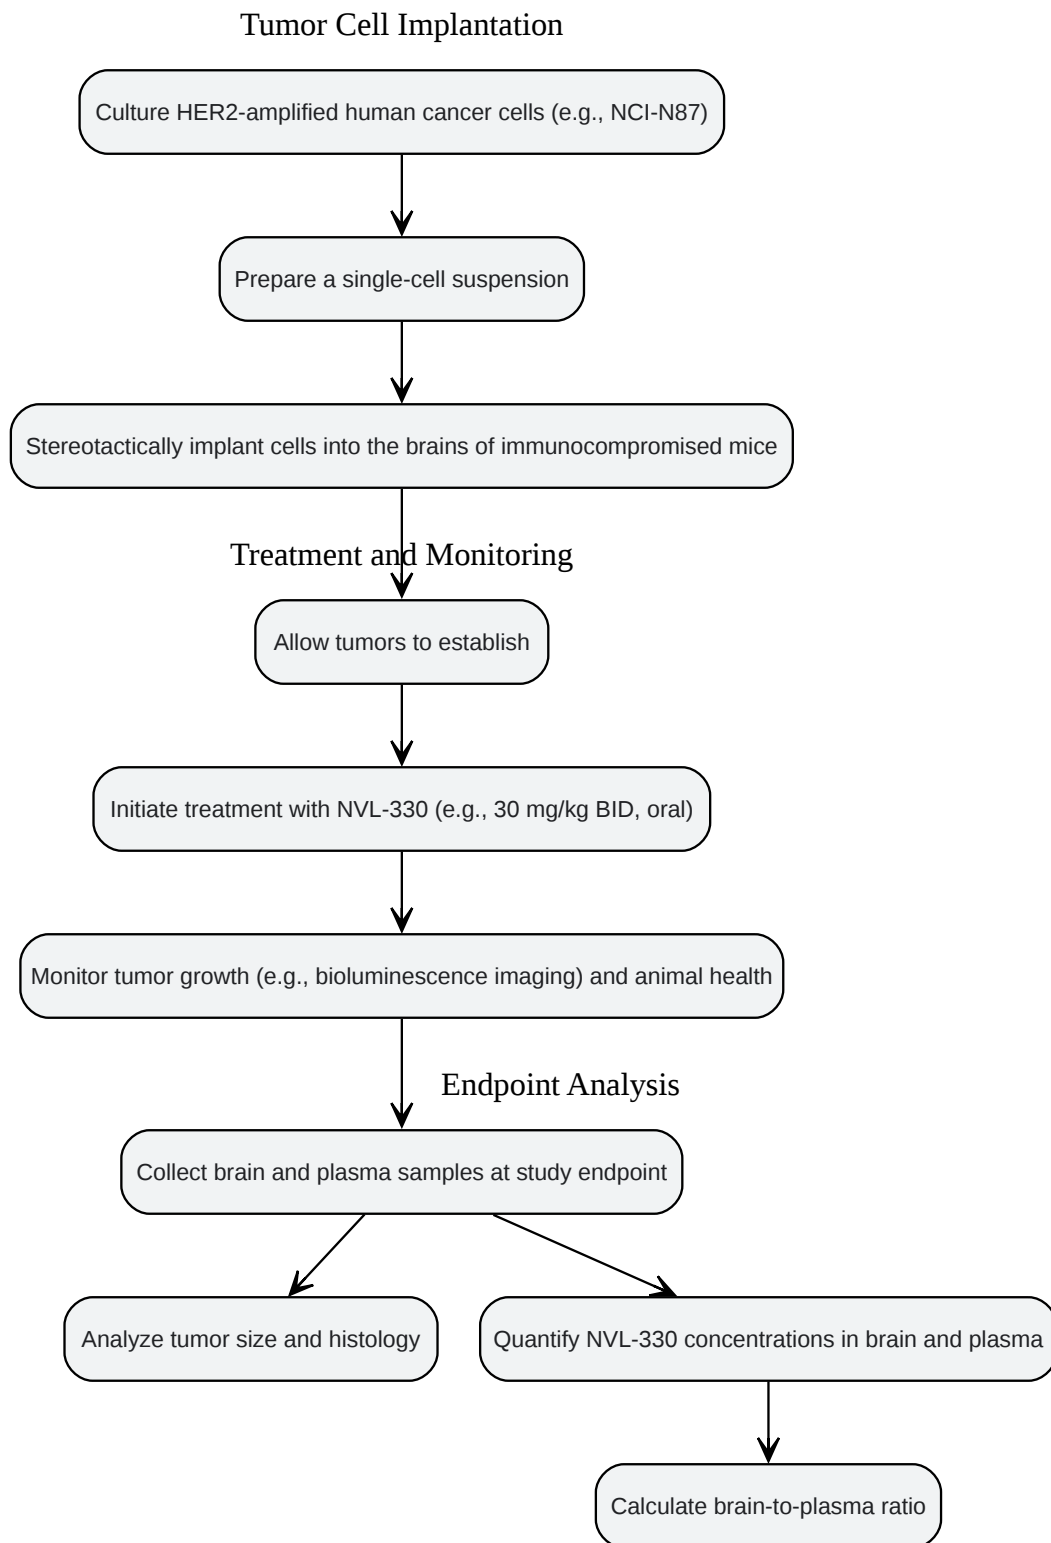 Tumor Cell Implantation
Culture HER2-amplified human cancer cells (e.g., NCI-N87)
Prepare a single-cell suspension
Stereotactically implant cells into the brains of immunocompromised mice
Treatment and Monitoring
Allow tumors to establish
Initiate treatment with NVL-330 (e.g., 30 mg/kg BID, oral)
Monitor tumor growth (e.g., bioluminescence imaging) and animal health
Endpoint Analysis
Collect brain and plasma samples at study endpoint
Analyze tumor size and histology
Quantify NVL-330 concentrations in brain and plasma
Calculate brain-to-plasma ratio